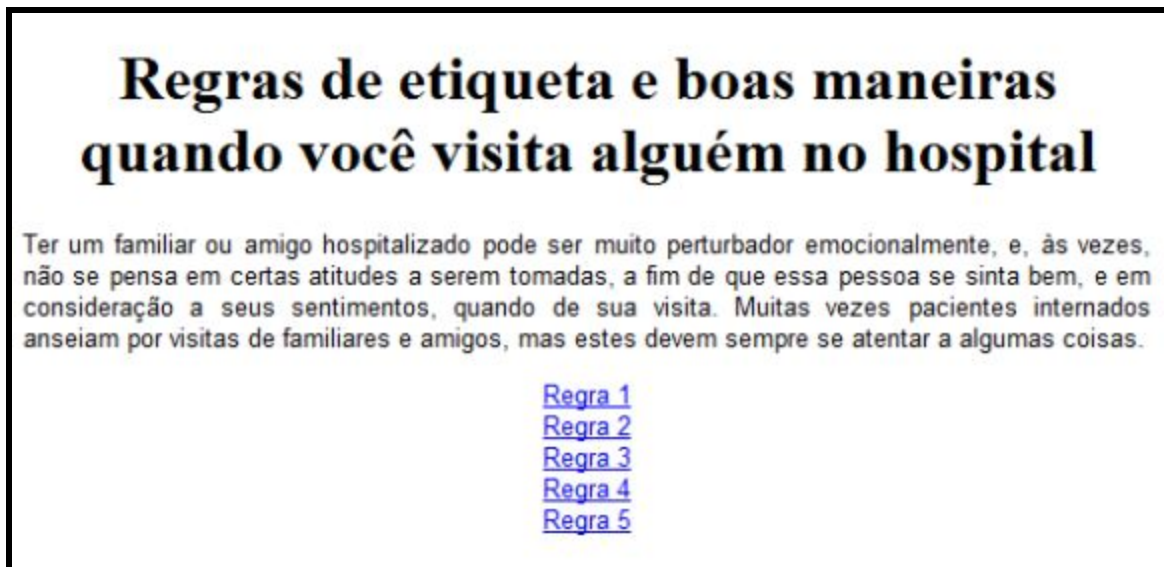 Regras de etiqueta e boas maneiras
quando você visita alguém no hospital
Ter um familiar ou amigo hospitalizado pode ser muito perturbador emocionalmente, e, às vezes,
não se pensa em certas atitudes a serem tomadas, a fim de que essa pessoa se sinta bem, e em
consideração a seus sentimentos, quando de sua visita. Muitas vezes pacientes internados
anseiam por visitas de familiares e amigos, mas estes devem sempre se atentar a algumas coisas.
Regra 1
Regra 2
Regra 3
Regra 4
Regra 5